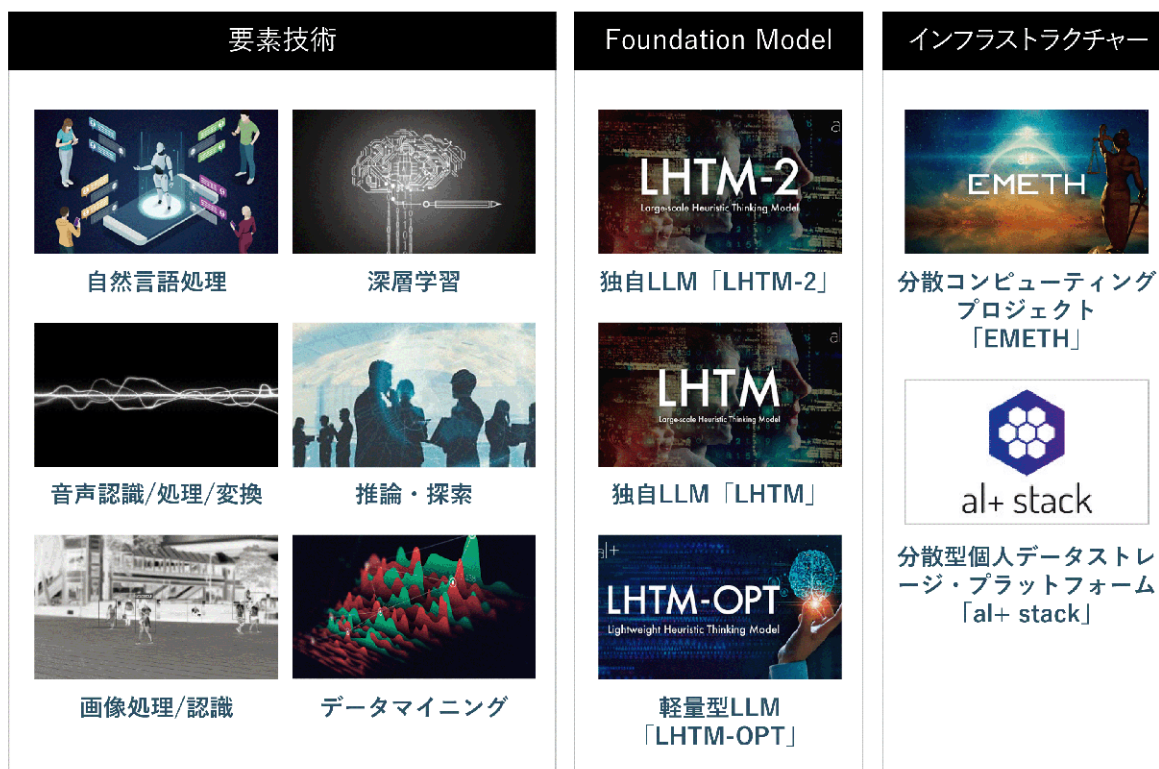 要素技術
自然言語処理
深層学習
音声認識/処理/変換
推論・探索
画像処理/認識
データマイニング
Foundation Model
LHTM-2
Large-scale Heuristic Thinking Model
独自LLM「LHTM-2」
LHTM
Large-scale Heuristic Thinking Model
独自LLM「LHTM」
al+
LHTM-OPT
Lightweight Heuristic Thinking Model
軽量型LLM
「LHTM-OPT」
インフラストラクチャー
EMETH
分散コンピューティング
プロジェクト
「EMETH」
al+ stack
分散型個人データストレ
ージ・プラットフォーム
「al+ stack」